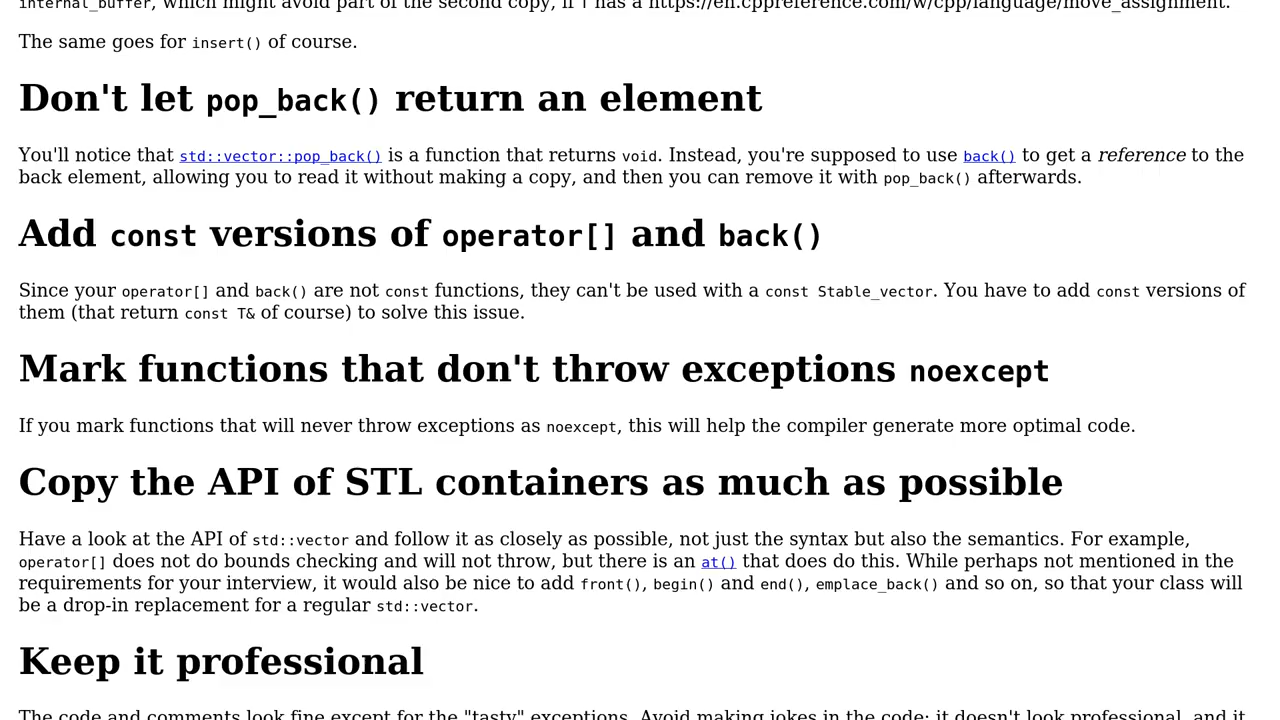 internal_buffer, which might avoid part of the second copy, if T has a https://en.cppreference.com/w/cpp/language/move_assignment.
The same goes for insert() of course.
Don't let pop_back() return an element
You'll notice that std::vector::pop_back() is a function that returns void. Instead, you're supposed to use back() to get a reference to the
back element, allowing you to read it without making a copy, and then you can remove it with pop_back() afterwards.
Add const versions of operator[] and back()
Since your operator[] and back() are not const functions, they can't be used with a const Stable_vector. You have to add const versions of
them (that return const T& of course) to solve this issue.
Mark functions that don't throw exceptions noexcept
If you mark functions that will never throw exceptions as noexcept, this will help the compiler generate more optimal code.
Copy the API of STL containers as much as possible
Have a look at the API of std::vector and follow it as closely as possible, not just the syntax but also the semantics. For example,
operator[] does not do bounds checking and will not throw, but there is an at() that does do this. While perhaps not mentioned in the
requirements for your interview, it would also be nice to add front(), begin() and end(), emplace_back() and so on, so that your class will
be a drop-in replacement for a regular std::vector.
Keep it professional
The code and comments look fine except for the "tasty" exceptions. Avoid making jokes in the code; it doesn't look professional, and it